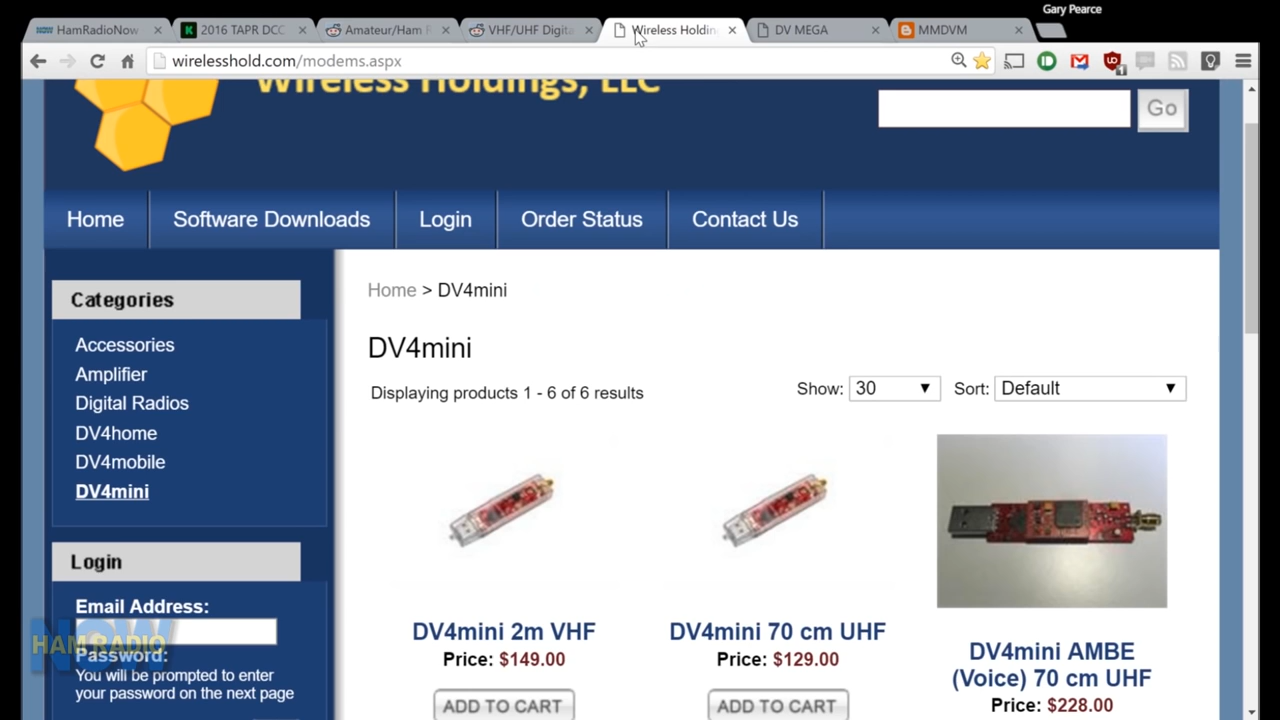 Gary Pearce
HamRadioNow
2016 TAPR DCC
Amateur/Ham R
VHF/UHF Digita
Wireless Holding
DV MEGA
MMDVM
wirelesshold.com/modems.aspx
Wireless Holdings, LLC
Go
Home
Software Downloads
Login
Order Status
Contact Us
Categories
Accessories
Amplifier
Digital Radios
DV4home
DV4mobile
DV4mini
Login
Email Address:
Password:
You will be prompted to enter
your password on the next page
HAM RADIO
NOW
Home > DV4mini
DV4mini
Displaying products 1 - 6 of 6 results
Show: 30
Sort: Default
DV4mini 2m VHF
Price: $149.00
ADD TO CART
DV4mini 70 cm UHF
Price: $129.00
ADD TO CART
DV4mini AMBE
(Voice) 70 cm UHF
Price: $228.00